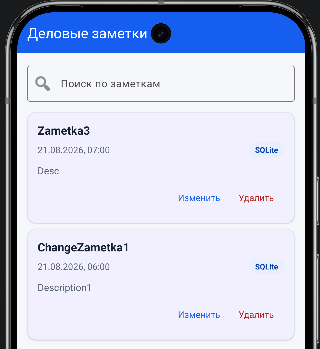 Деловые заметки
Поиск по заметкам
Zametka3
21.08.2026, 07:00 SQLite
Desc
Изменить Удалить
ChangeZametka1
21.08.2026, 06:00 SQLite
Description1
Изменить Удалить